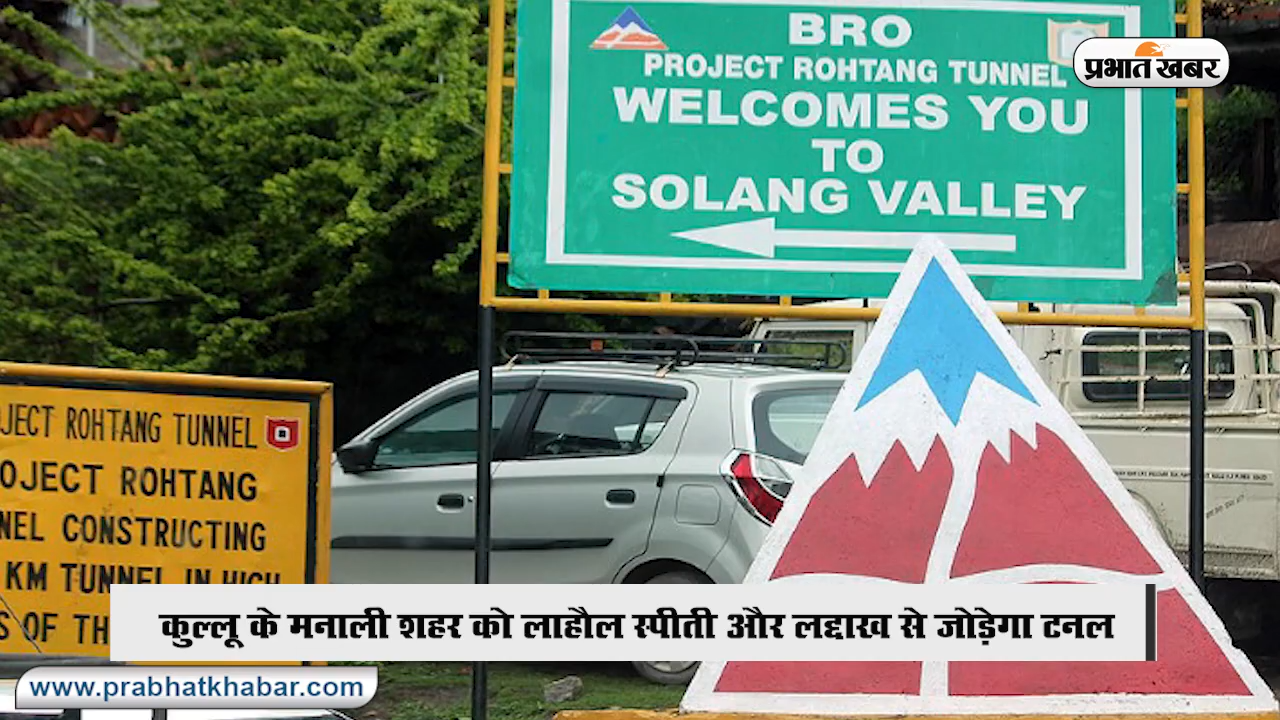 BRO
PROJECT ROHTANG TUNNEL
WELCOMES YOU
TO
SOLANG VALLEY
प्रभात खबर
JECT ROHTANG TUNNEL
OJECT ROHTANG
NEL CONSTRUCTING
KM TUNNEL IN HIGH
S OF TH
कुल्लू के मनाली शहर को लाहौल स्पीती और लद्दाख से जोड़ेगा टनल
www.prabhatkhabar.com